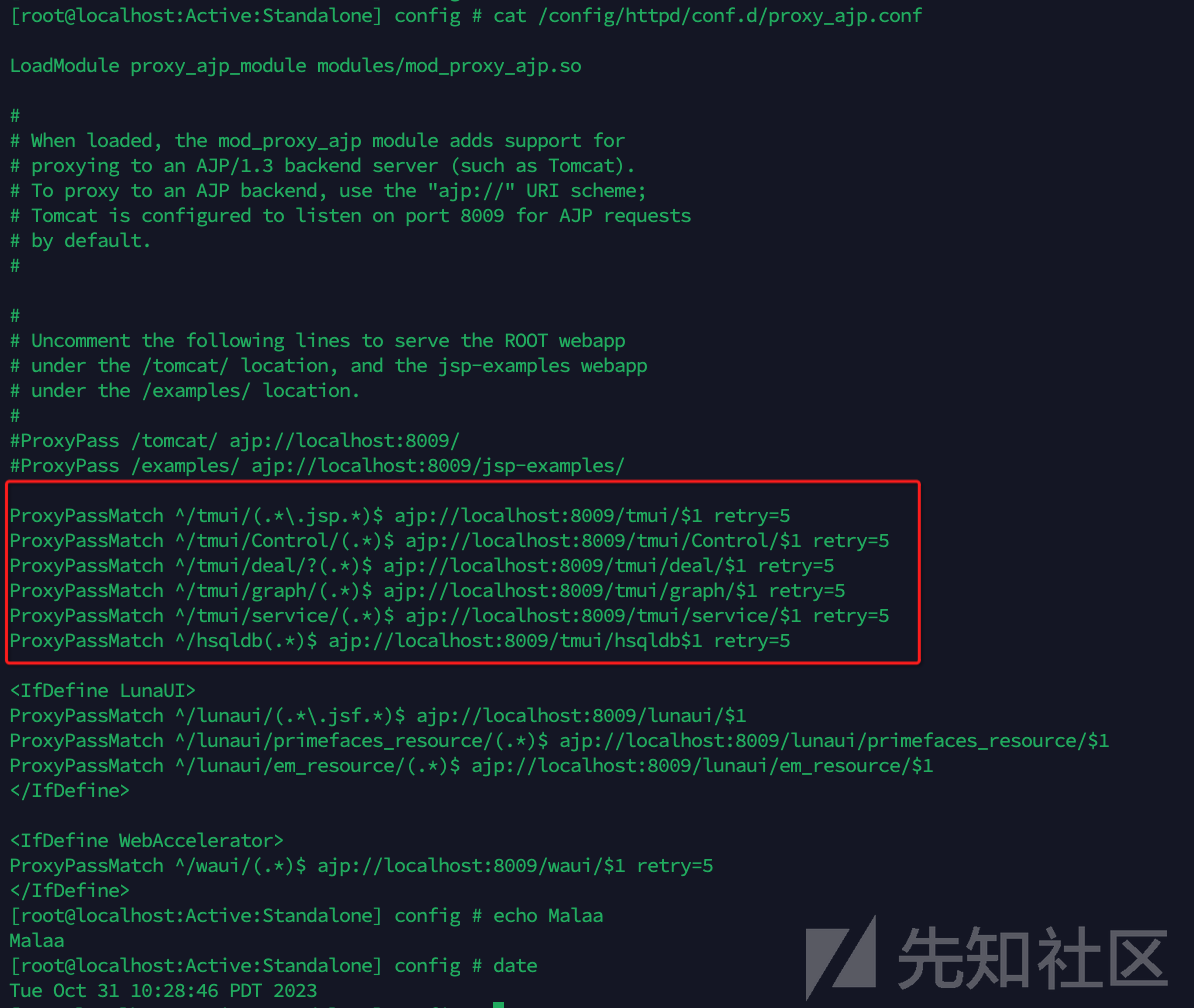 [root@localhost:Active:Standalone] config # cat /config/httpd/conf.d/proxy_ajp.conf
LoadModule proxy_ajp_module modules/mod_proxy_ajp.so
#
# When loaded, the mod_proxy_ajp module adds support for
# proxying to an AJP/1.3 backend server (such as Tomcat).
# To proxy to an AJP backend, use the "ajp://" URI scheme;
# Tomcat is configured to listen on port 8009 for AJP requests
# by default.
#
#
# Uncomment the following lines to serve the ROOT webapp
# under the /tomcat/ location, and the jsp-examples webapp
# under the /examples/ location.
#
#ProxyPass /tomcat/ ajp://localhost:8009/
#ProxyPass /examples/ ajp://localhost:8009/jsp-examples/
ProxyPassMatch ^/tmui/(.*\.jsp.*)$ ajp://localhost:8009/tmui/$1 retry=5
ProxyPassMatch ^/tmui/Control/(.*)$ ajp://localhost:8009/tmui/Control/$1 retry=5
ProxyPassMatch ^/tmui/deal/?(.*)$ ajp://localhost:8009/tmui/deal/$1 retry=5
ProxyPassMatch ^/tmui/graph/(.*)$ ajp://localhost:8009/tmui/graph/$1 retry=5
ProxyPassMatch ^/tmui/service/(.*)$ ajp://localhost:8009/tmui/service/$1 retry=5
ProxyPassMatch ^/hsqldb(.*)$ ajp://localhost:8009/tmui/hsqldb$1 retry=5
<IfDefine LunaUI>
ProxyPassMatch ^/lunaui/(.*\.jsf.*)$ ajp://localhost:8009/lunaui/$1
ProxyPassMatch ^/lunaui/primefaces_resource/(.*)$ ajp://localhost:8009/lunaui/primefaces_resource/$1
ProxyPassMatch ^/lunaui/em_resource/(.*)$ ajp://localhost:8009/lunaui/em_resource/$1
</IfDefine>
<IfDefine WebAccelerator>
ProxyPassMatch ^/waui/(.*)$ ajp://localhost:8009/waui/$1 retry=5
</IfDefine>
[root@localhost:Active:Standalone] config # echo Malaa
Malaa
[root@localhost:Active:Standalone] config # date
Tue Oct 31 10:28:46 PDT 2023
先知社区